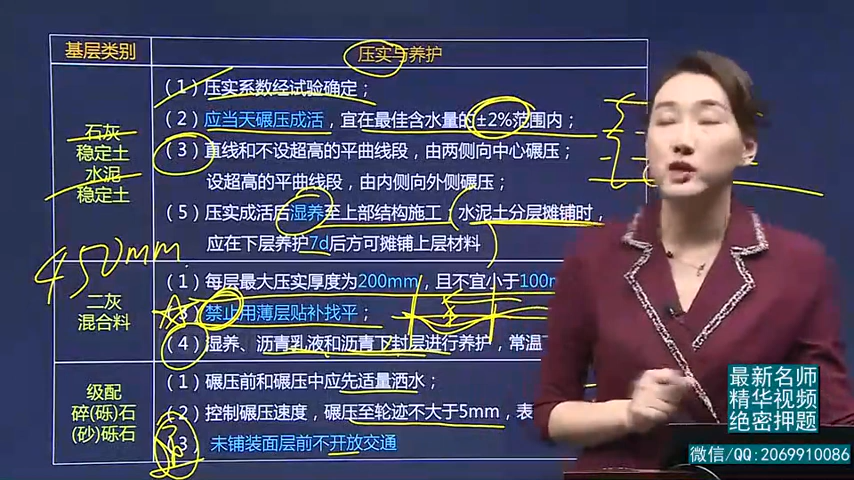 基层类别
压实与养护
石灰
稳定土
水泥
稳定土
(1)压实系数经试验确定；
(2)应当天碾压成活，宜在最佳含水量的±2%范围内；
(3)直线和不设超高的平曲线段，由两侧向中心碾压；
设超高的平曲线段，由内侧向外侧碾压；
(5)压实成活后湿养至上部结构施工，水泥土分层摊铺时，
应在下层养护7d后方可摊铺上层材料
450mm
二灰
混合料
(1)每层最大压实厚度为200mm，且不宜小于100m
禁止用薄层贴补找平；
(4)湿养、沥青乳液和沥青下封层进行养护，常温
级配
碎(砾)石
(砂)砾石
(1)碾压前和碾压中应先适量洒水；
(2)控制碾压速度，碾压至轮迹不大于5mm，表
(3)未铺装面层前不开放交通
最新名师
精华视频
绝密押题
微信/QQ:2069910086